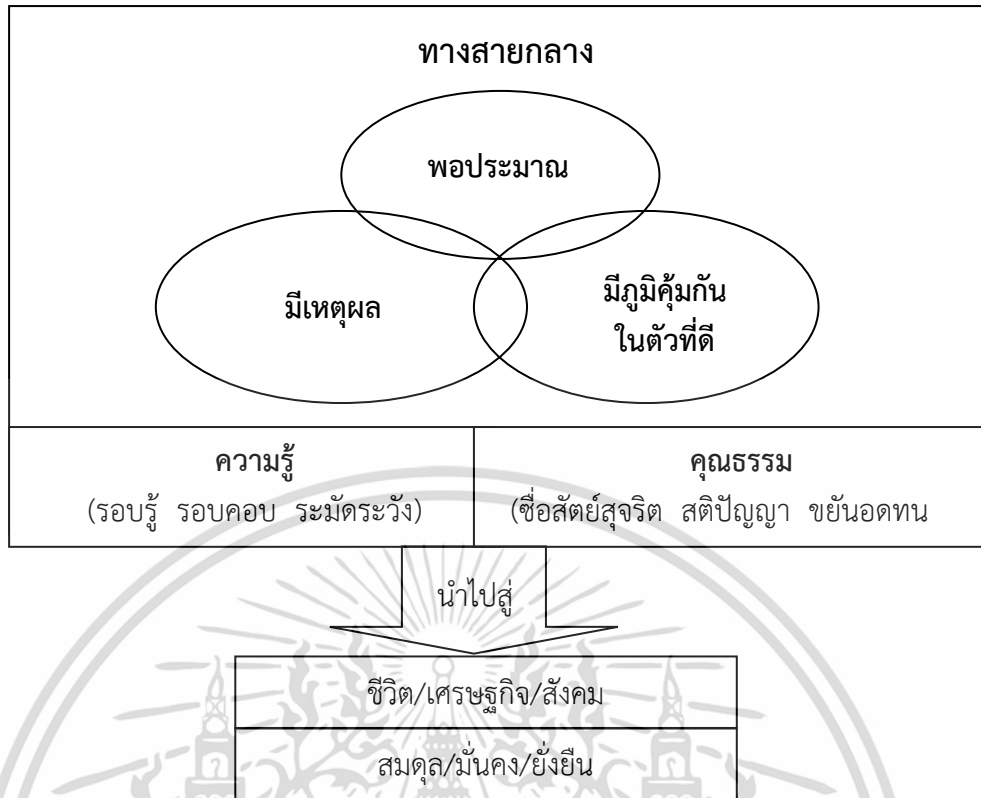 ทางสายกลาง
พอประมาณ
มีเหตุผล
มีภูมิคุ้มกัน
ในตัวที่ดี
ความรู้
(รอบรู้ รอบคอบ ระมัดระวัง)
คุณธรรม
(ซื่อสัตย์สุจริต สติปัญญา ขยันอดทน
นำไปสู่
ชีวิต/เศรษฐกิจ/สังคม
สมดุล/มั่นคง/ยั่งยืน